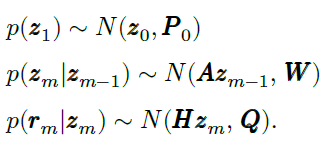 p(z₁) ∼ N(z₀, P₀)
p(zₘ|zₘ₋₁) ∼ N(Azₘ₋₁, W)
p(rₘ|zₘ) ∼ N(Hzₘ, Q).